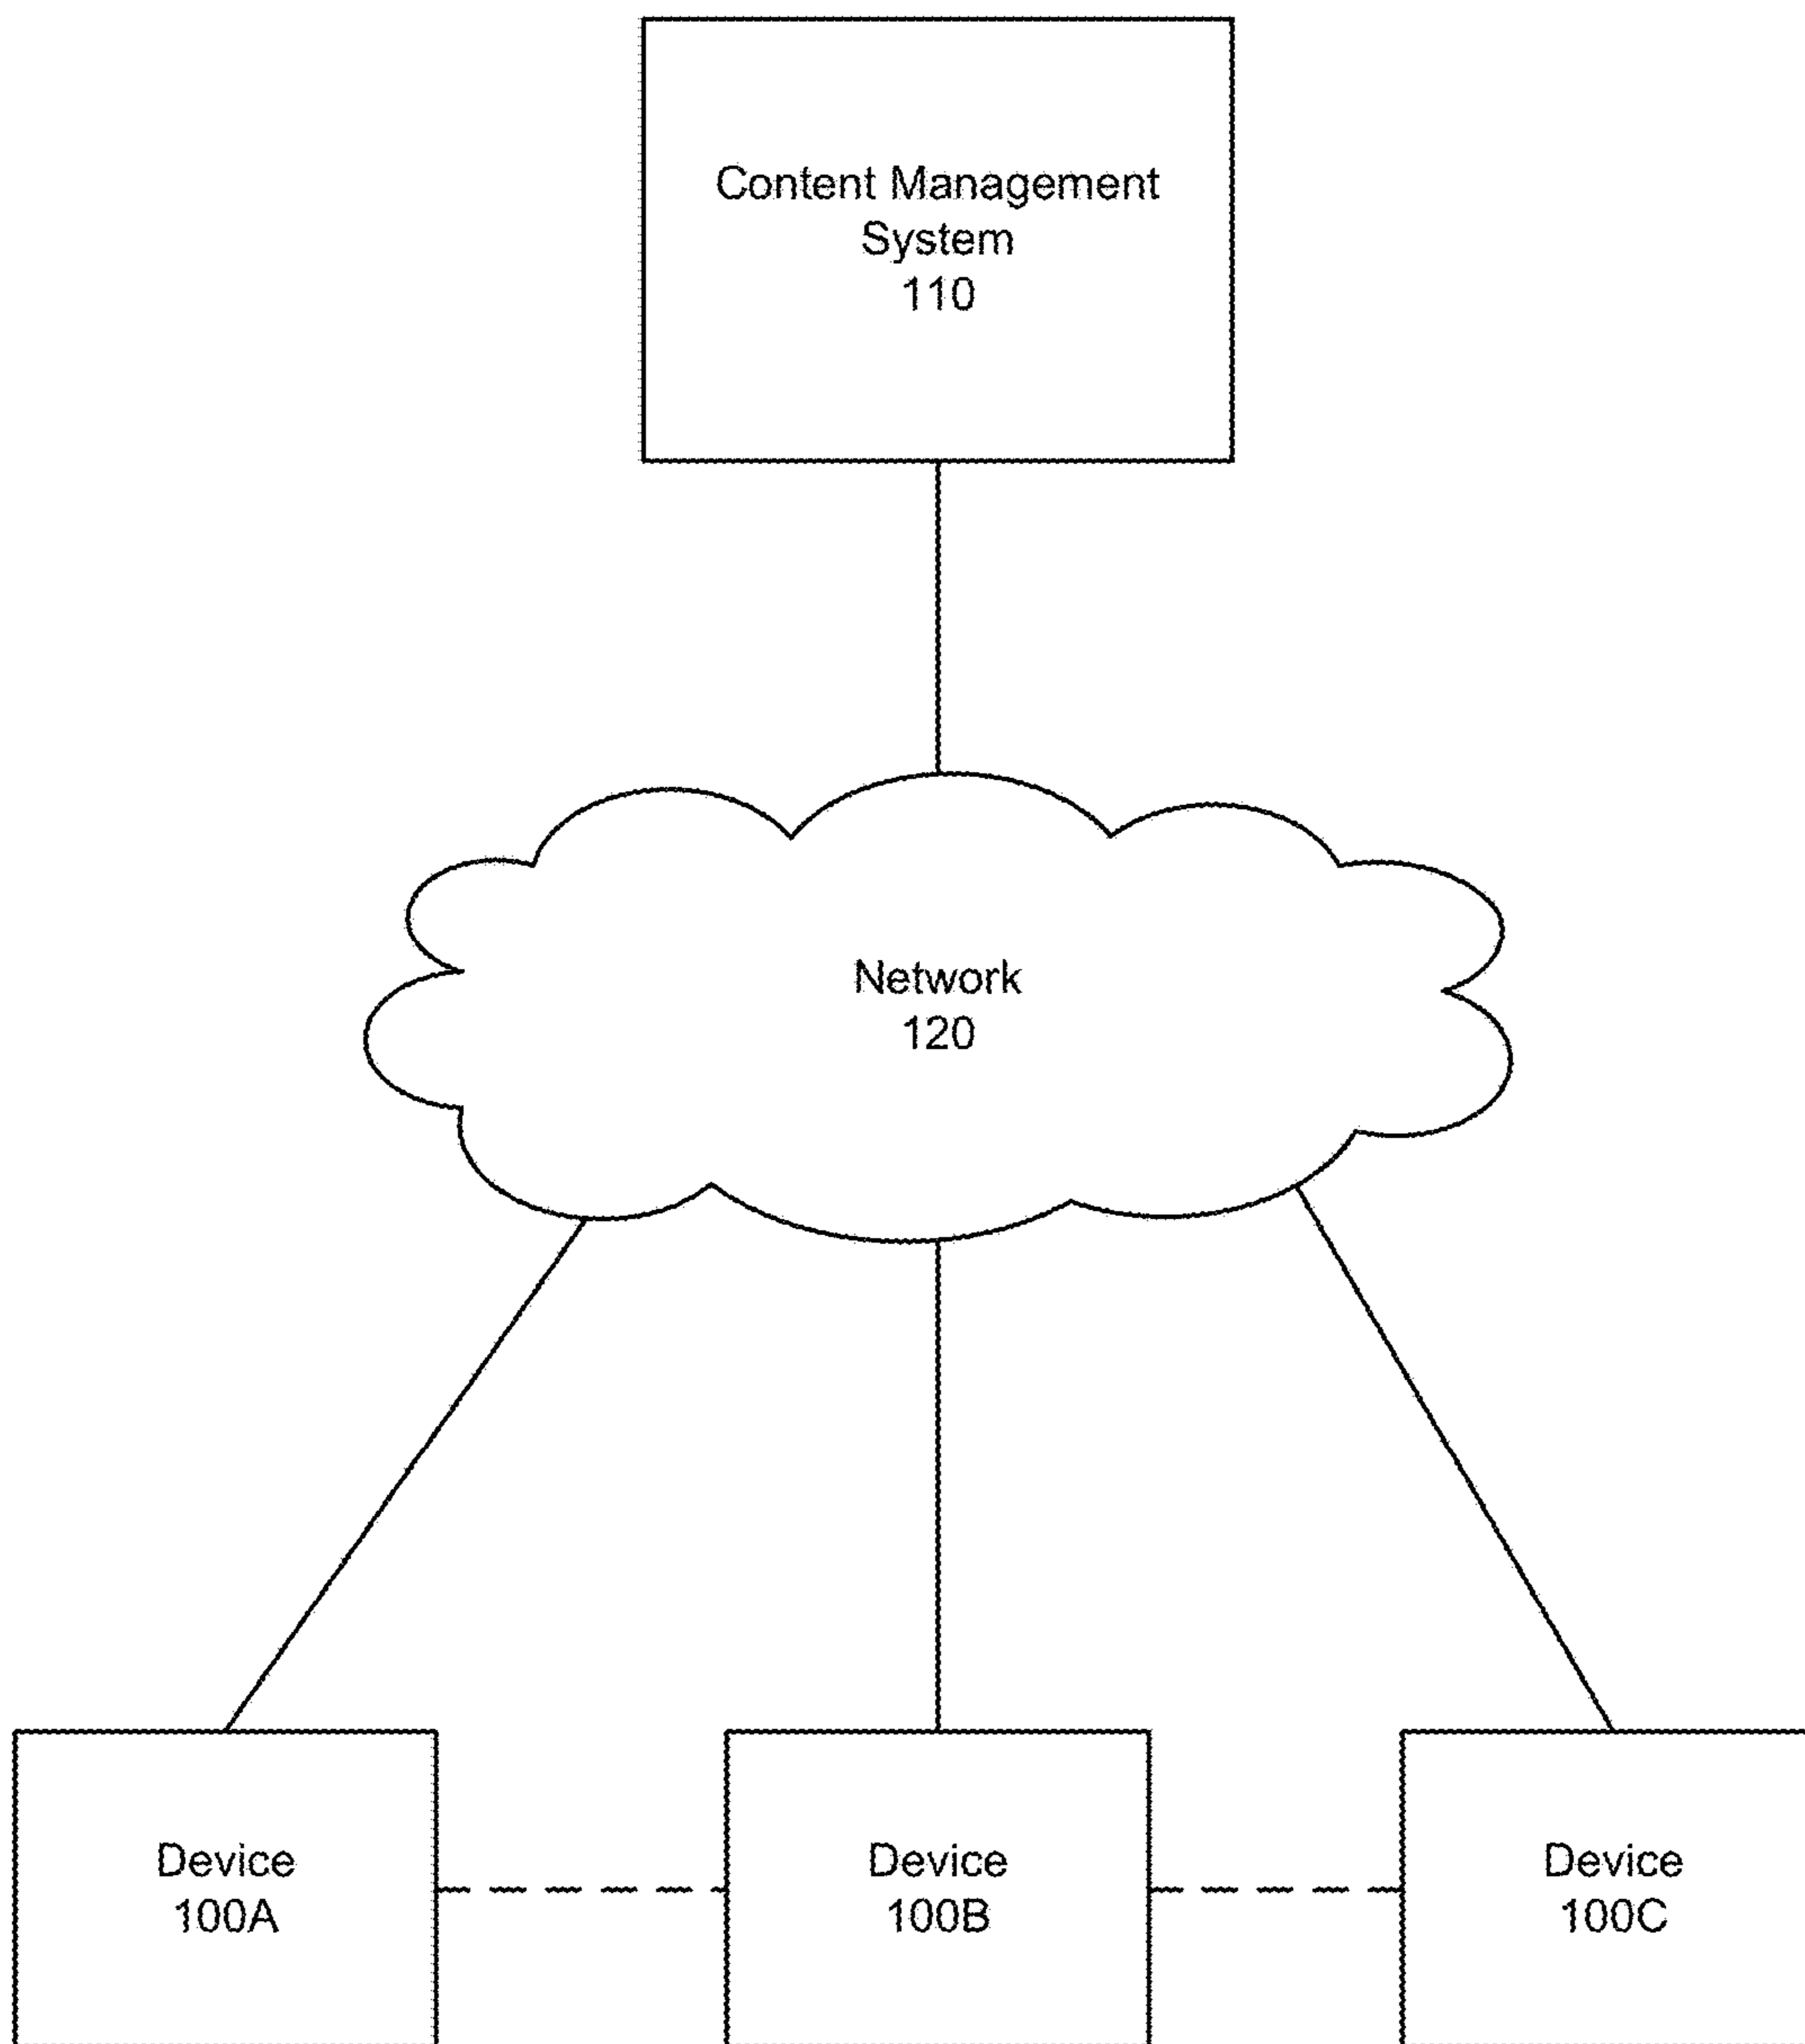 Content Management
System
110
Network
120
Device
100A
Device
100B
Device
100C